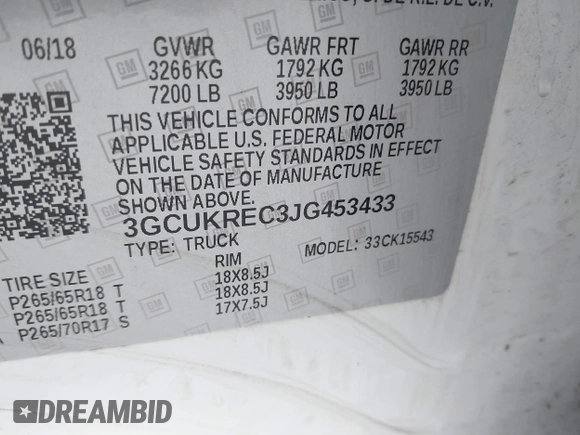 S. DE R.L. DE C.V.
06/18 GVWR GAWR FRT GAWR RR
3266 KG 1792 KG 1792 KG
7200 LB 3950 LB 3950 LB
THIS VEHICLE CONFORMS TO ALL
APPLICABLE U.S. FEDERAL MOTOR
VEHICLE SAFETY STANDARDS IN EFFECT
ON THE DATE OF MANUFACTURE
SHOWN ABOVE.
3GCUKREC3JG453433
TYPE: TRUCK MODEL: 33CK15543
TIRE SIZE RIM
P265/65R18 T 18X8.5J
P265/65R18 T 18X8.5J
P265/70R17 S 17X7.5J
GM
DREAMBID